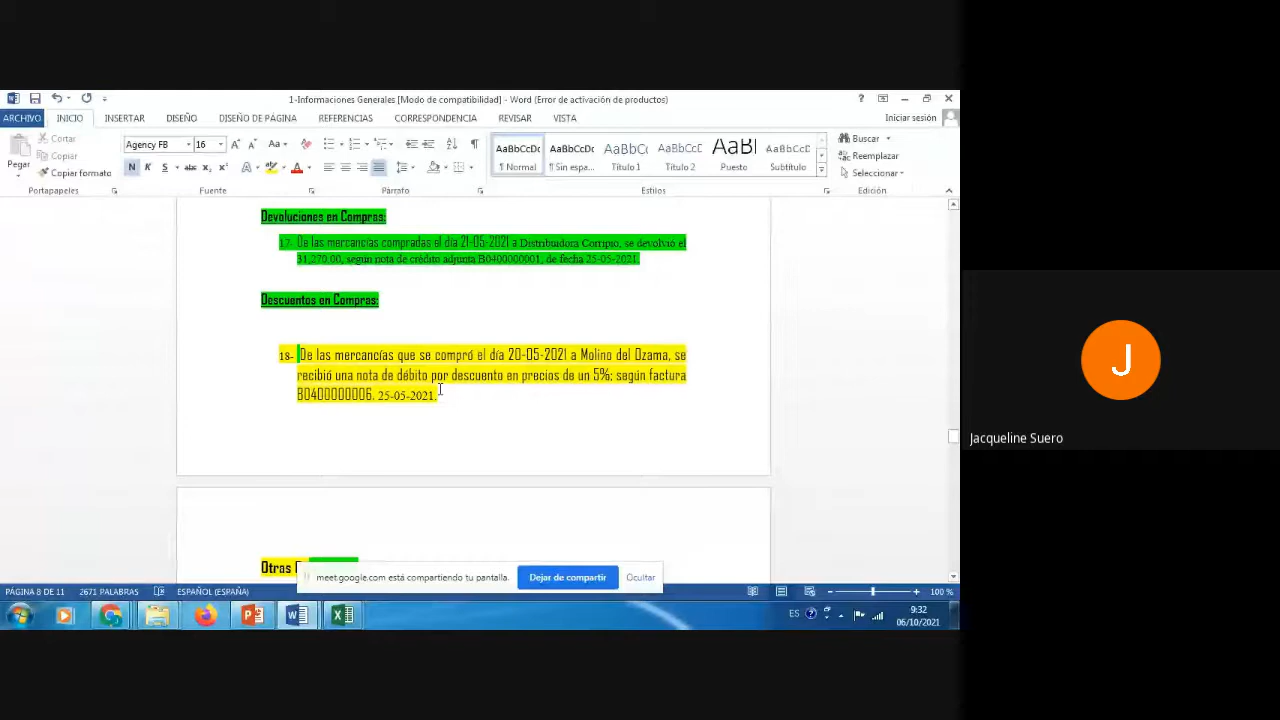 1-Informaciones Generales [Modo de compatibilidad] - Word (Error de activación de productos)
ARCHIVO INICIO INSERTAR DISEÑO DISEÑO DE PÁGINA REFERENCIAS CORRESPONDENCIA REVISAR VISTA Iniciar sesión
Pegar
Cortar
Copiar
Copiar formato
Agency FB 16
Portapapeles Fuente Párrafo Estilos Edición
AaBbCcDc AaBbCcDc AaBbCc AaBbCcC AaBl AaBbCcD
¶ Normal ¶ Sin espa... Título 1 Título 2 Puesto Subtítulo
Buscar
Reemplazar
Seleccionar
Devoluciones en Compras:
17- De las mercancías compradas el día 21-05-2021 a Distribuidora Corripio, se devolvió el
31,270.00, según nota de crédito adjunta B0400000001, de fecha 25-05-2021.
Descuentos en Compras:
18- De las mercancías que se compró el día 20-05-2021 a Molino del Ozama, se
recibió una nota de débito por descuento en precios de un 5%; según factura
B0400000006. 25-05-2021.
Otras
meet.google.com está compartiendo tu pantalla. Dejar de compartir Ocultar
PÁGINA 8 DE 11 2671 PALABRAS ESPAÑOL (ESPAÑA) 100 %
ES 9:32
06/10/2021
J
Jacqueline Suero